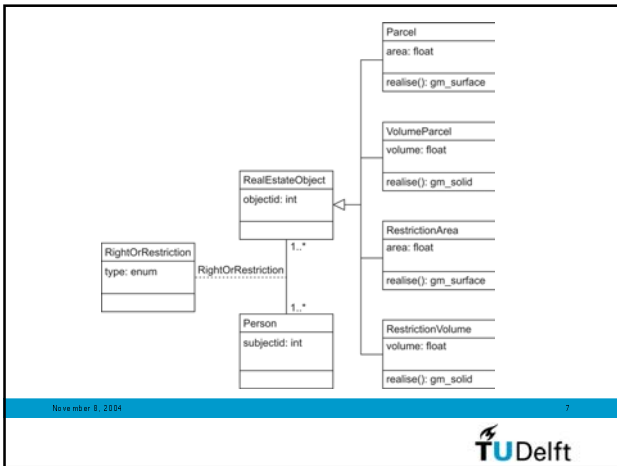 Parcel
area: float
realise(): gm_surface
VolumeParcel
volume: float
realise(): gm_solid
RealEstateObject
objectid: int
RestrictionArea
area: float
realise(): gm_surface
1..*
RightOrRestriction
type: enum
RightOrRestriction
1..*
Person
subjectid: int
RestrictionVolume
volume: float
realise(): gm_solid
November 8, 2004
7
TUDelft